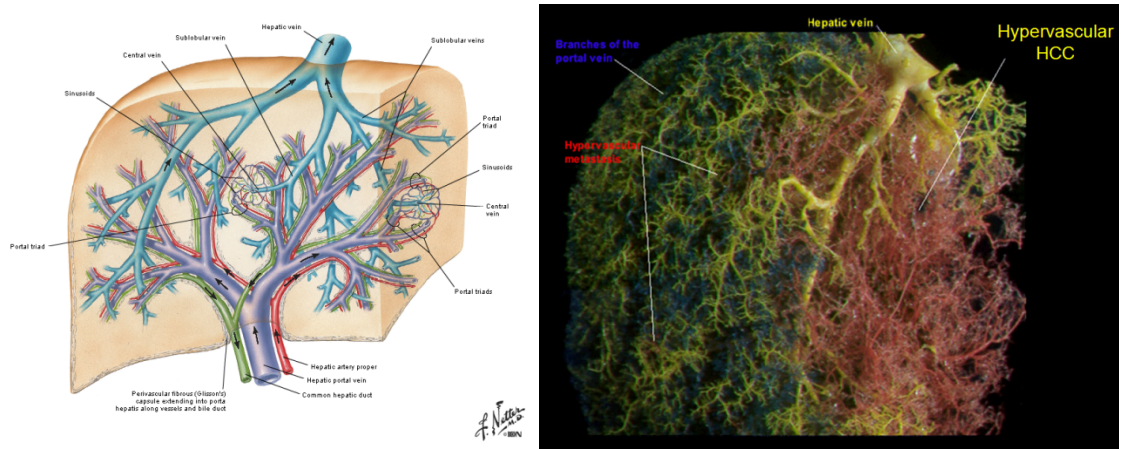 Hepatic vein
Sublobular vein
Central vein
Sublobular veins
Sinusoids
Portal
triad
Sinusoids
Central
vein
Portal triad
Portal triads
Hepatic artery proper
Hepatic portal vein
Common hepatic duct
Perivascular fibrous (Glisson's)
capsule extending into porta
hepatis along vessels and bile duct
F. Netter
M.D.
Hepatic vein
Hypervascular
HCC
Branches of the
portal vein
Hypervascular
metastasis